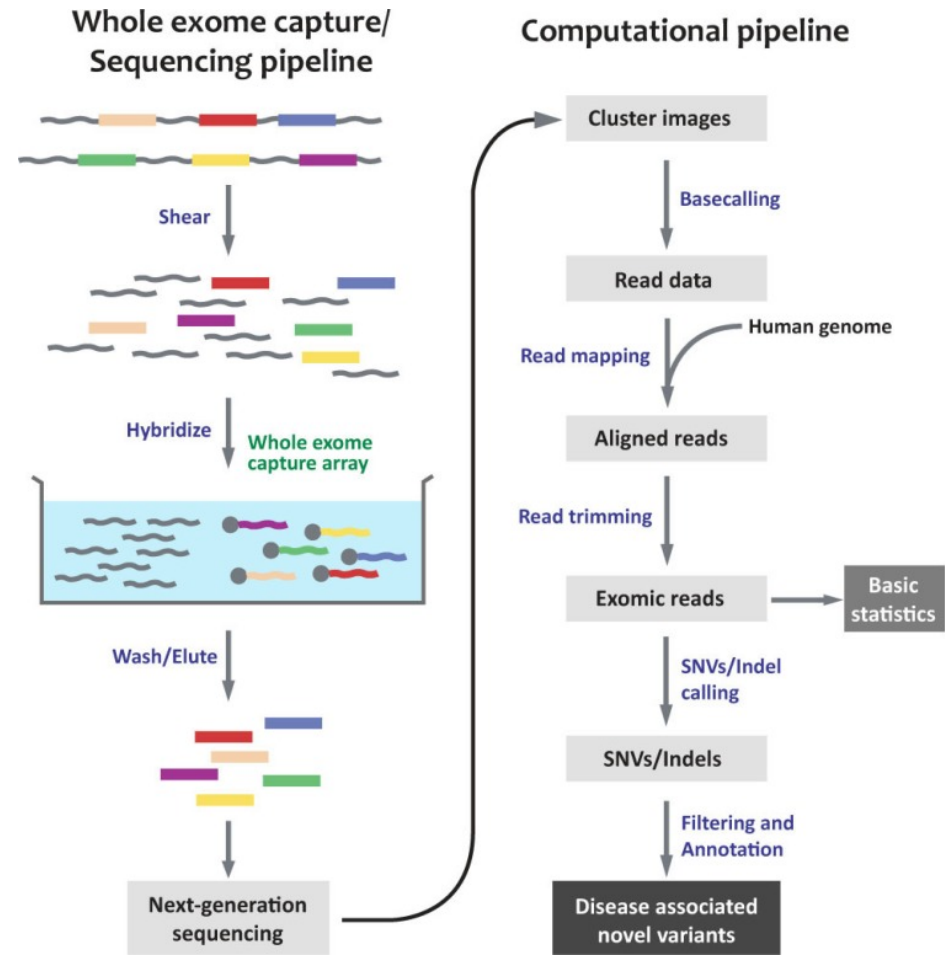 Whole exome capture/
Sequencing pipeline
Shear
Hybridize
Whole exome
capture array
Wash/Elute
Next-generation
sequencing
Computational pipeline
Cluster images
Basecalling
Read data
Human genome
Read mapping
Aligned reads
Read trimming
Exomic reads
Basic
statistics
SNVs/Indel
calling
SNVs/Indels
Filtering and
Annotation
Disease associated
novel variants